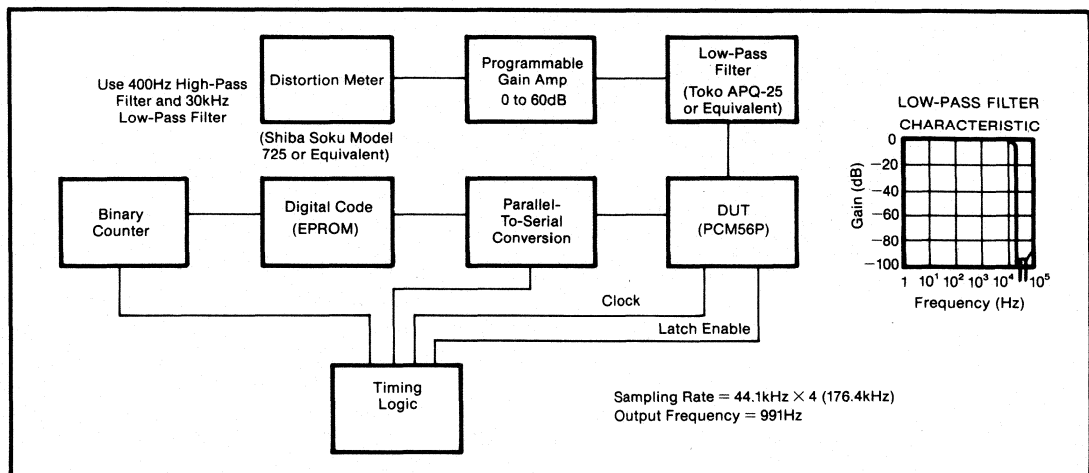 Use 400Hz High-Pass
Filter and 30kHz
Low-Pass Filter
Distortion Meter
(Shiba Soku Model
725 or Equivalent)
Programmable
Gain Amp
0 to 60dB
Low-Pass
Filter
(Toko APQ-25
or Equivalent)
LOW-PASS FILTER
CHARACTERISTIC
Gain (dB)
0
−20
−40
−60
−80
−100
1 10¹ 10² 10³ 10⁴ 10⁵
Frequency (Hz)
Binary
Counter
Digital Code
(EPROM)
Parallel-
To-Serial
Conversion
DUT
(PCM56P)
Clock
Latch Enable
Timing
Logic
Sampling Rate = 44.1kHz × 4 (176.4kHz)
Output Frequency = 991Hz